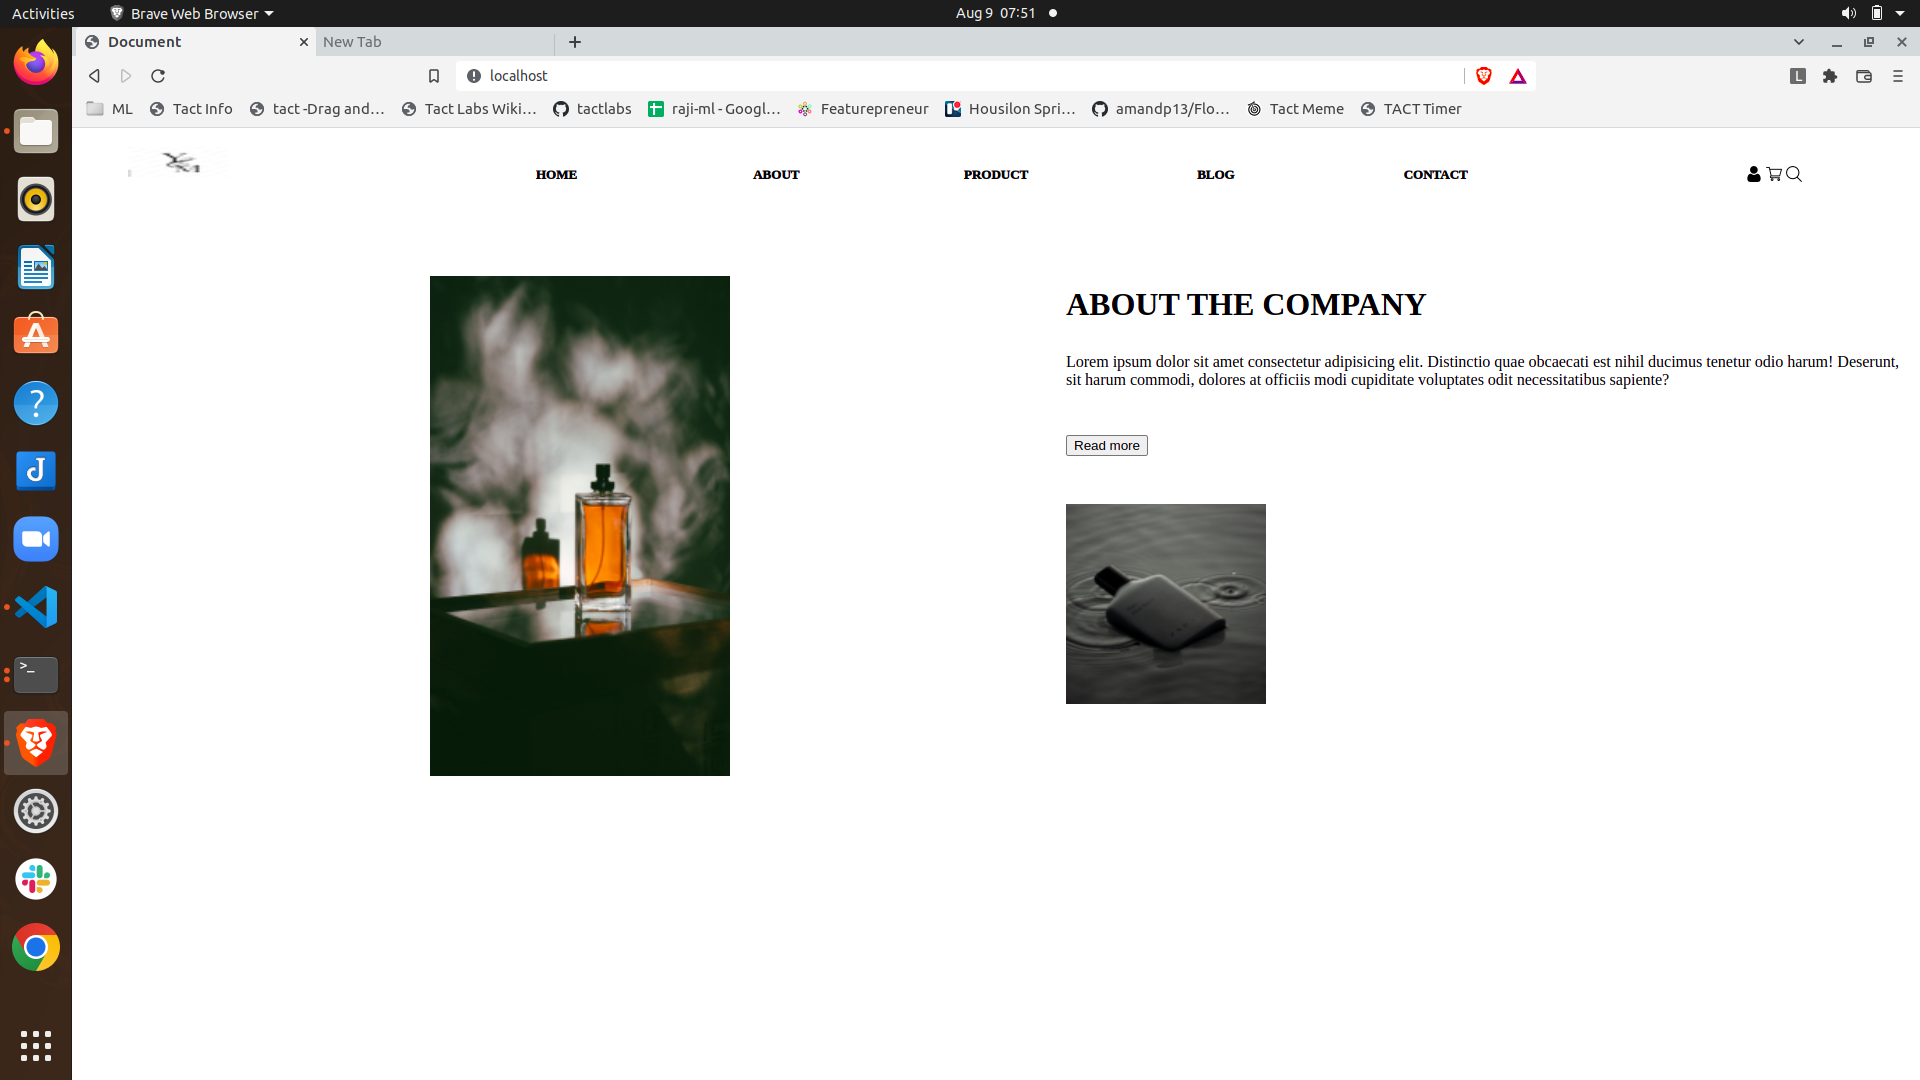 Activities
Brave Web Browser
Aug 9 07:51
Document
New Tab
localhost
L
ML
Tact Info
tact -Drag and…
Tact Labs Wiki…
tactlabs
raji-ml - Googl…
Featurepreneur
Housilon Spri…
amandp13/Flo…
Tact Meme
TACT Timer
HOME
ABOUT
PRODUCT
BLOG
CONTACT
ABOUT THE COMPANY
Lorem ipsum dolor sit amet consectetur adipisicing elit. Distinctio quae obcaecati est nihil ducimus tenetur odio harum! Deserunt,
sit harum commodi, dolores at officiis modi cupiditate voluptates odit necessitatibus sapiente?
Read more